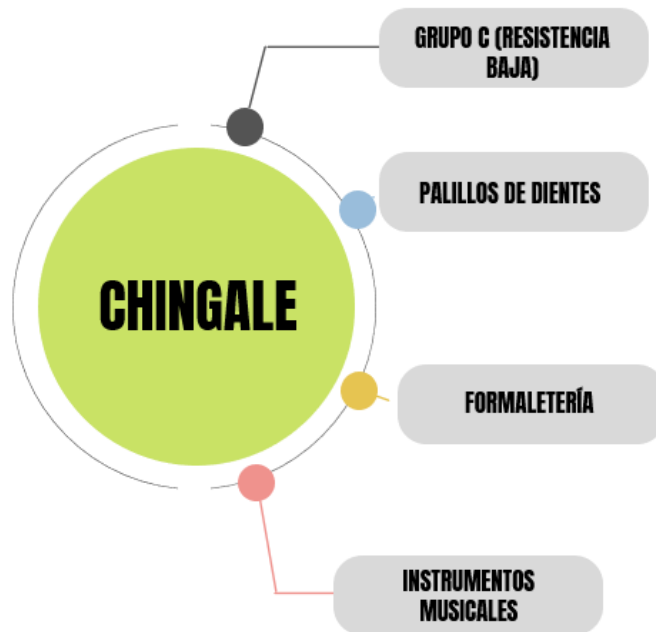 GRUPO C (RESISTENCIA
BAJA)
PALILLOS DE DIENTES
CHINGALE
FORMALETERÍA
INSTRUMENTOS
MUSICALES